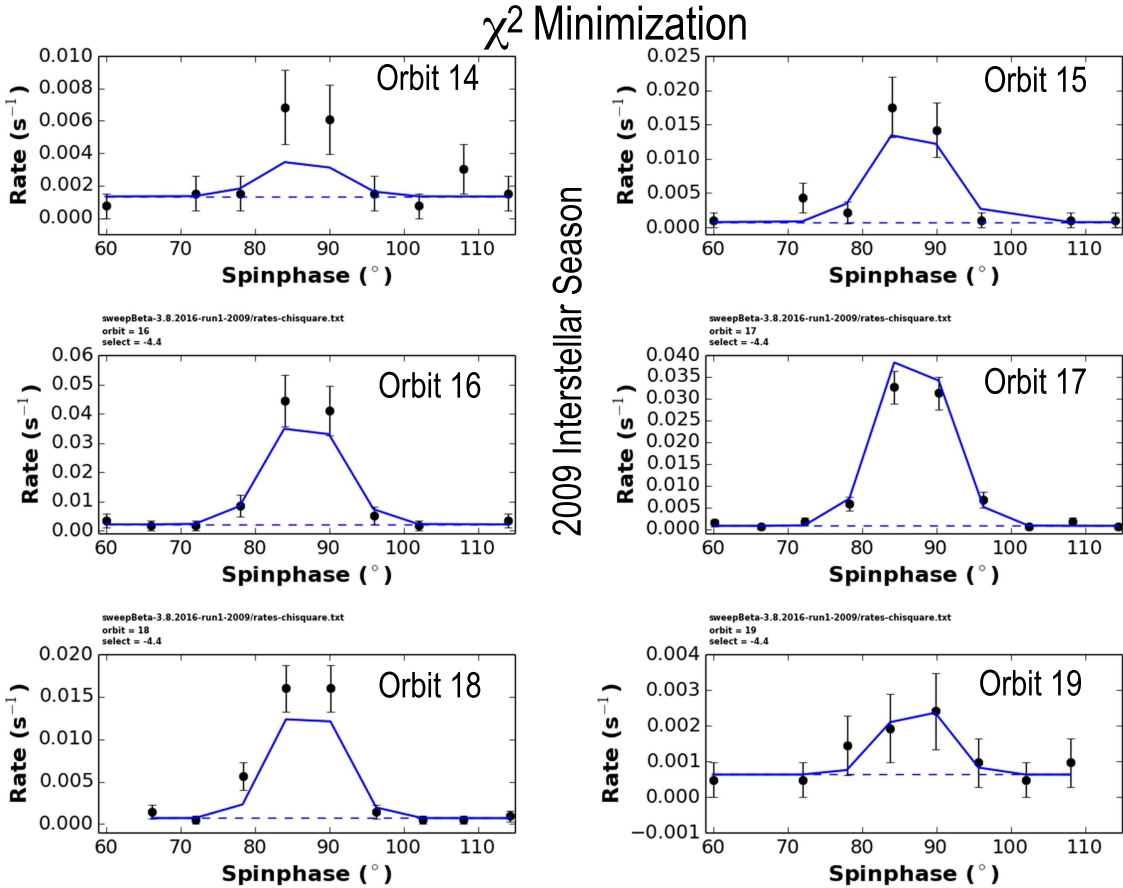 χ2 Minimization
2009 Interstellar Season
Orbit 14
Rate (s−1)
0.010
0.008
0.006
0.004
0.002
0.000
60 70 80 90 100 110
Spinphase (°)
Orbit 15
Rate (s−1)
0.025
0.020
0.015
0.010
0.005
0.000
60 70 80 90 100 110
Spinphase (°)
sweepBeta-3.8.2016-run1-2009/rates-chisquare.txt
orbit = 16
select = -4.4
Orbit 16
Rate (s−1)
0.06
0.05
0.04
0.03
0.02
0.01
0.00
60 70 80 90 100 110
Spinphase (°)
sweepBeta-3.8.2016-run1-2009/rates-chisquare.txt
orbit = 17
select = -4.4
Orbit 17
Rate (s−1)
0.040
0.035
0.030
0.025
0.020
0.015
0.010
0.005
0.000
60 70 80 90 100 110
Spinphase (°)
sweepBeta-3.8.2016-run1-2009/rates-chisquare.txt
orbit = 18
select = -4.4
Orbit 18
Rate (s−1)
0.020
0.015
0.010
0.005
0.000
60 70 80 90 100 110
Spinphase (°)
sweepBeta-3.8.2016-run1-2009/rates-chisquare.txt
orbit = 19
select = -4.4
Orbit 19
Rate (s−1)
0.004
0.003
0.002
0.001
0.000
−0.001
60 70 80 90 100 110
Spinphase (°)